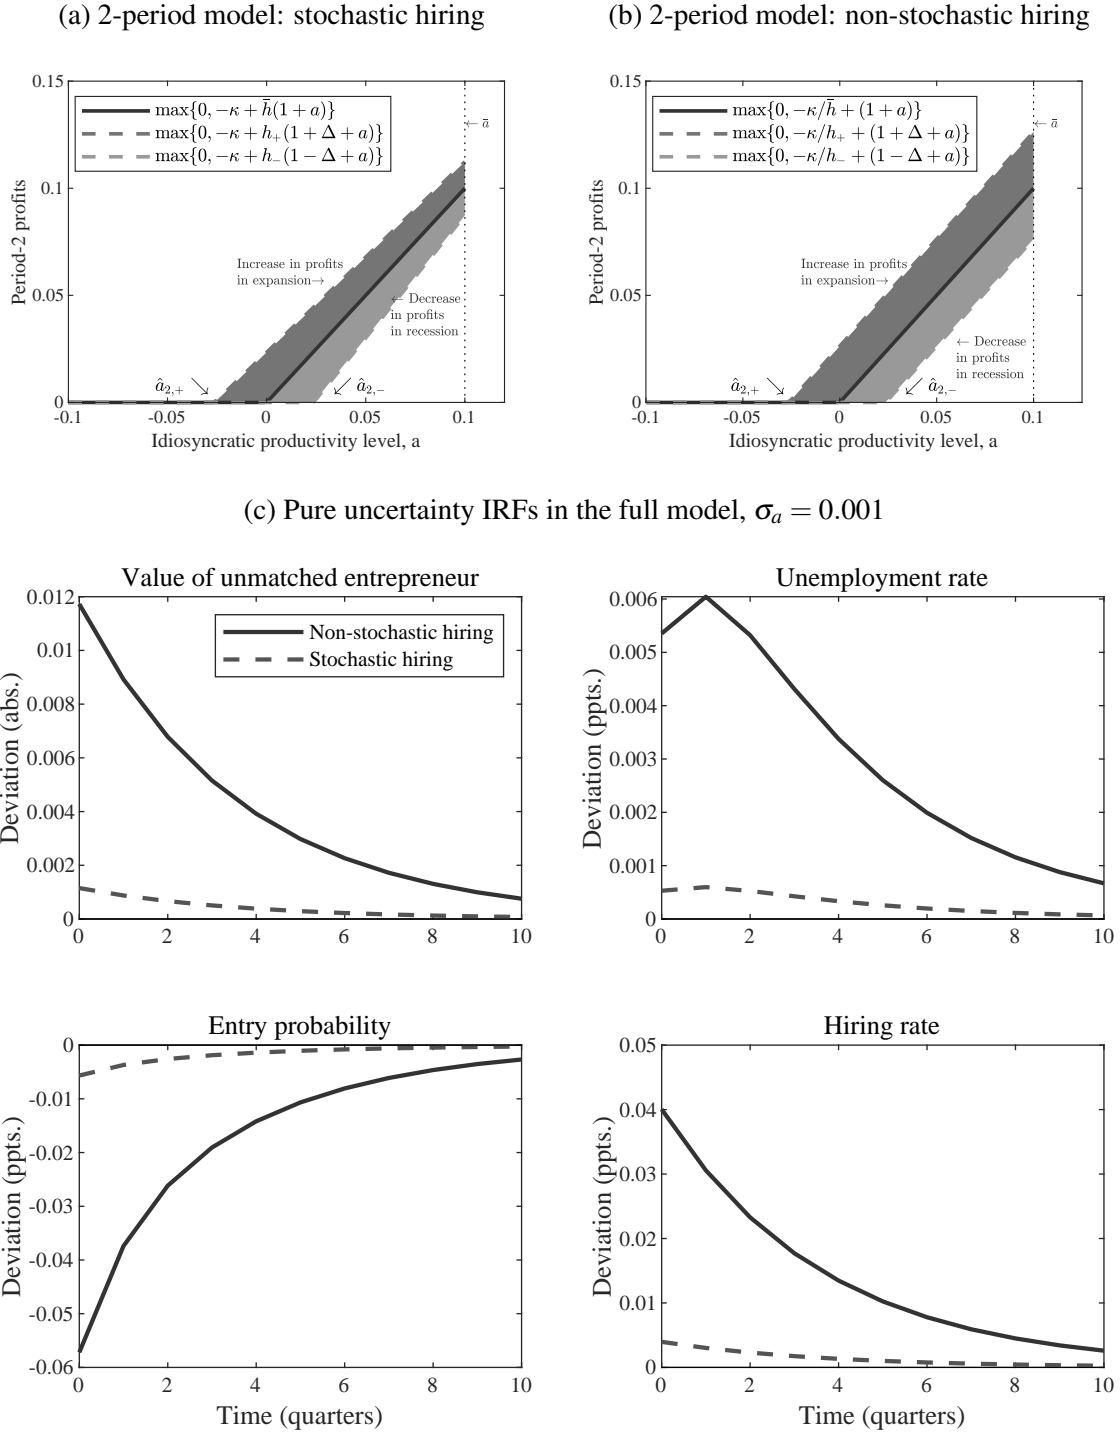 (a) 2-period model: stochastic hiring
0.15
max{0, −κ + h̄(1 + a)}
max{0, −κ + h₊(1 + Δ + a)}
max{0, −κ + h₋(1 − Δ + a)}
← ā
0.1
Period-2 profits
Increase in profits
in expansion→
0.05
← Decrease
in profits
in recession
â₂,₊
â₂,₋
0
-0.1
-0.05
0
0.05
0.1
Idiosyncratic productivity level, a
(b) 2-period model: non-stochastic hiring
0.15
max{0, −κ/h̄ + (1 + a)}
max{0, −κ/h₊ + (1 + Δ + a)}
max{0, −κ/h₋ + (1 − Δ + a)}
← ā
0.1
Period-2 profits
Increase in profits
in expansion→
0.05
← Decrease
in profits
in recession
â₂,₊
â₂,₋
0
-0.1
-0.05
0
0.05
0.1
Idiosyncratic productivity level, a
(c) Pure uncertainty IRFs in the full model, σₐ = 0.001
Value of unmatched entrepreneur
0.012
0.01
0.008
0.006
0.004
0.002
0
Deviation (abs.)
Non-stochastic hiring
Stochastic hiring
0
2
4
6
8
10
Unemployment rate
0.006
0.005
0.004
0.003
0.002
0.001
0
Deviation (ppts.)
0
2
4
6
8
10
Entry probability
0
-0.01
-0.02
-0.03
-0.04
-0.05
-0.06
Deviation (ppts.)
0
2
4
6
8
10
Time (quarters)
Hiring rate
0.05
0.04
0.03
0.02
0.01
0
Deviation (ppts.)
0
2
4
6
8
10
Time (quarters)